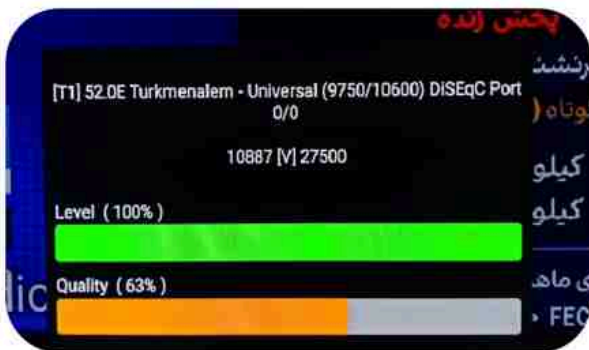 پخش زنده
[T1] 52.0E Turkmenalem - Universal (9750/10600) DiSEqC Port
0/0
10887 [V] 27500
کیلو
Level ( 100% )
کیلو
Quality ( 63% )
FEC